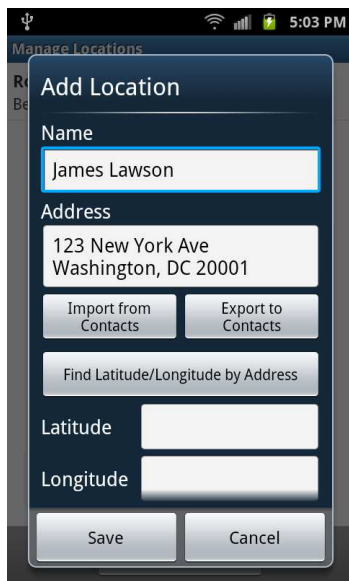 5:03 PM
Manage Locations
Add Location
Name
James Lawson
Address
123 New York Ave
Washington, DC 20001
Import from Contacts
Export to Contacts
Find Latitude/Longitude by Address
Latitude
Longitude
Save
Cancel